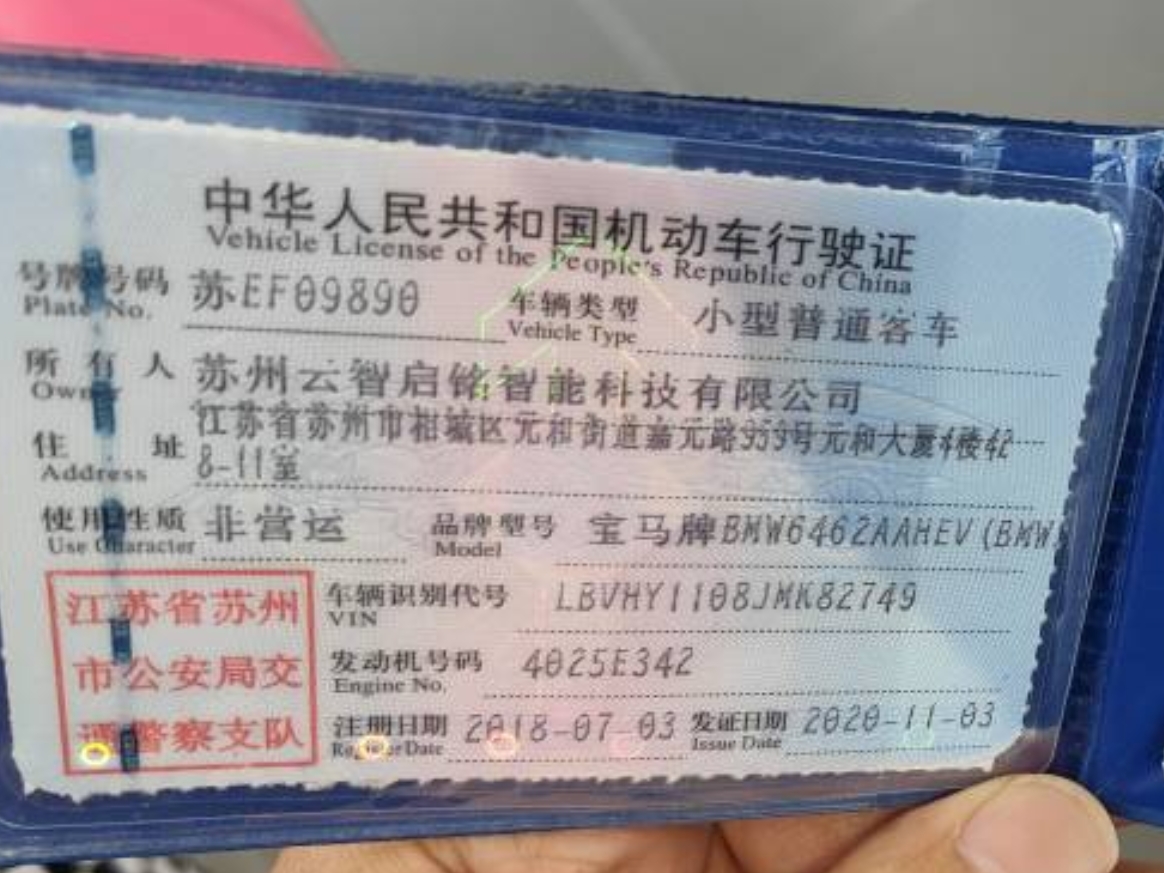 中华人民共和国机动车行驶证
Vehicle License of the People's Republic of China
号牌号码 苏EF09890 车辆类型 小型普通客车
Plate No. Vehicle Type
所有人 苏州云智启铭智能科技有限公司
Owner
江苏省苏州市相城区元和街道嘉元路959号元和大厦4楼42
住址 8-11室
Address
使用性质 非营运 品牌型号 宝马牌BMW6462AAHEV(BMW
Use Character Model
江苏省苏州 车辆识别代号 LBVHY1108JMK82749
VIN
市公安局交 发动机号码 4025E342
Engine No.
通警察支队 注册日期 2018-07-03 发证日期 2020-11-03
Register Date Issue Date